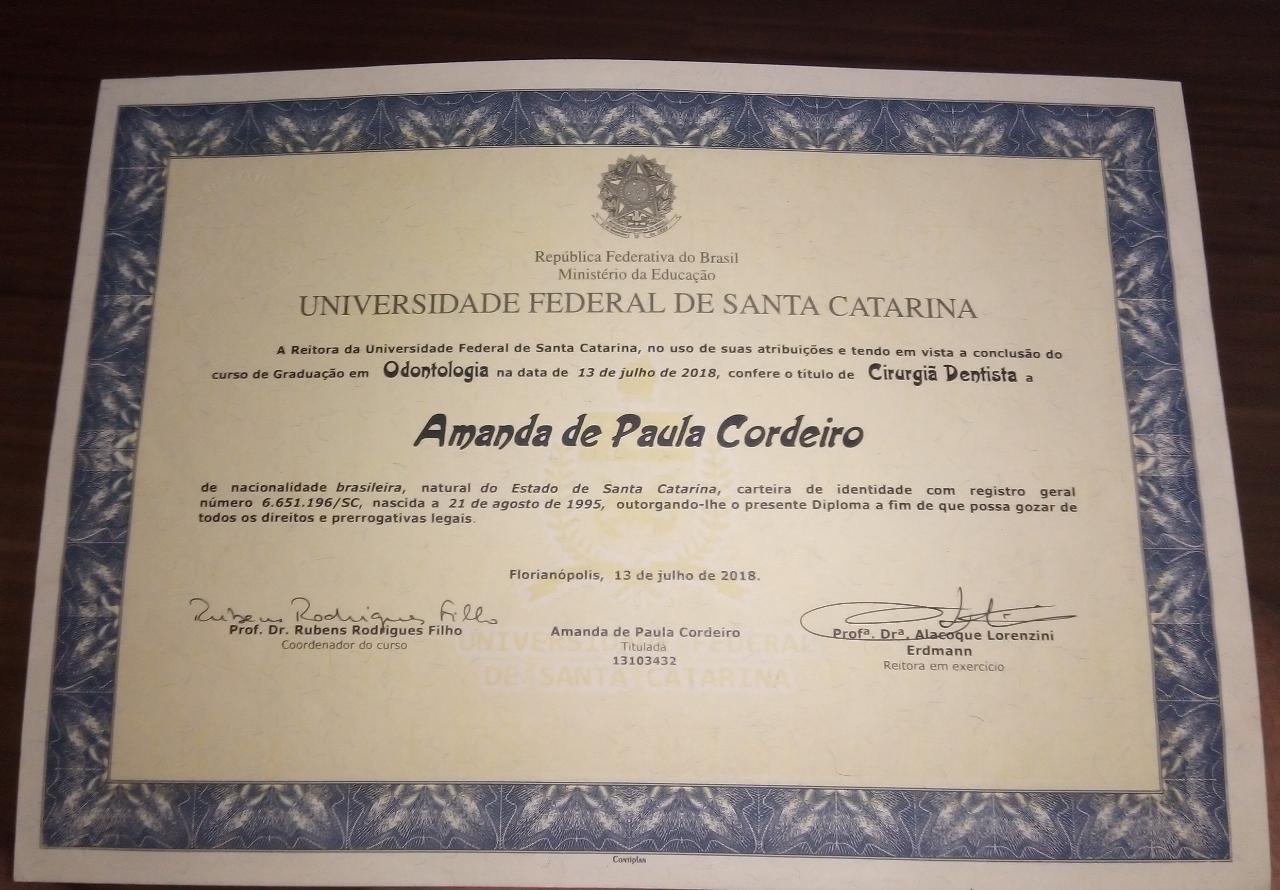 República Federativa do Brasil
Ministério da Educação
UNIVERSIDADE FEDERAL DE SANTA CATARINA
A Reitora da Universidade Federal de Santa Catarina, no uso de suas atribuições e tendo em vista a conclusão do
curso de Graduação em Odontologia na data de 13 de julho de 2018, confere o título de Cirurgiã Dentista a
Amanda de Paula Cordeiro
de nacionalidade brasileira, natural do Estado de Santa Catarina, carteira de identidade com registro geral
número 6.651.196/SC, nascida a 21 de agosto de 1995, outorgando-lhe o presente Diploma a fim de que possa gozar de
todos os direitos e prerrogativas legais.
Florianópolis, 13 de julho de 2018.
Rubens Rodrigues Filho
Prof. Dr. Rubens Rodrigues Filho
Coordenador do curso
Amanda de Paula Cordeiro
Titulada
13103432
Profª. Drª. Alacoque Lorenzini
Erdmann
Reitora em exercício
UNIVERSIDADE FEDERAL
DE SANTA CATARINA